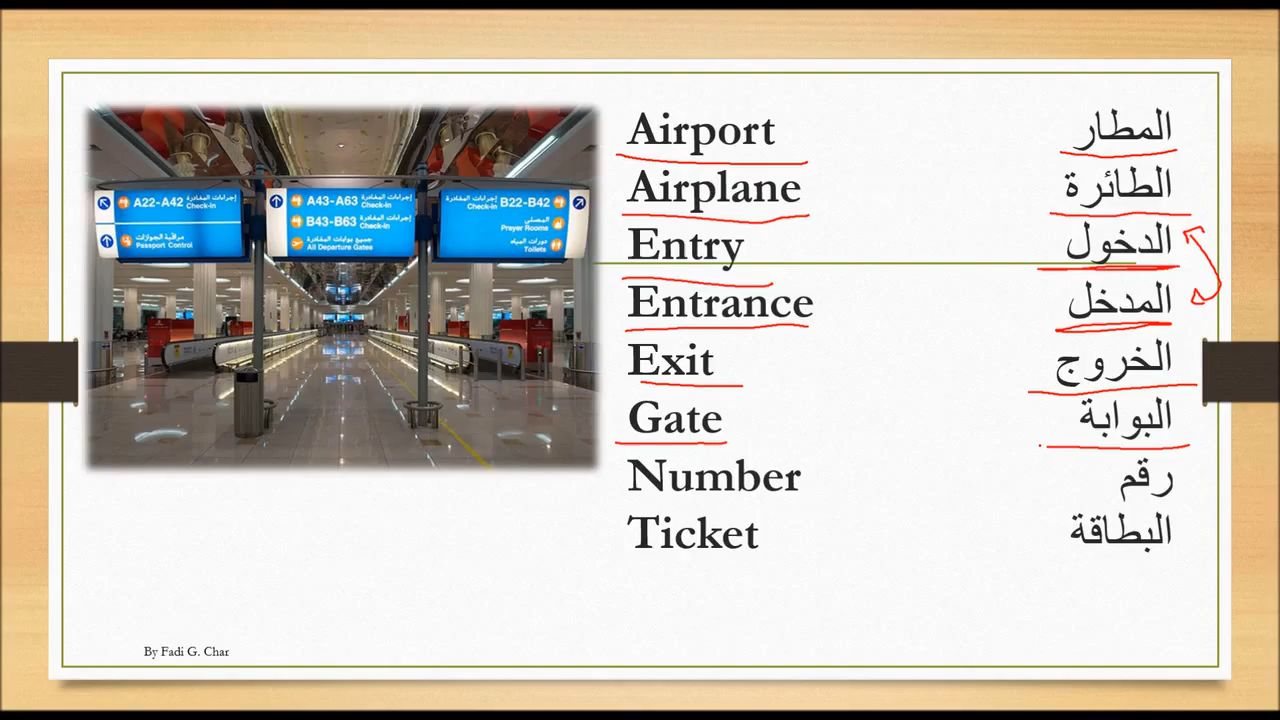 Airport المطار
Airplane الطائرة
Entry الدخول
Entrance المدخل
Exit الخروج
Gate البوابة
Number رقم
Ticket البطاقة
A22-A42 إجراءات المغادرة
Check-in
مراقبة الجوازات
Passport Control
A43-A63 إجراءات المغادرة
Check-in
B43-B63 إجراءات المغادرة
Check-in
جميع بوابات المغادرة
All Departure Gates
إجراءات المغادرة B22-B42
Check-in
المصلى
Prayer Rooms
دورات المياه
Toilets
By Fadi G. Char